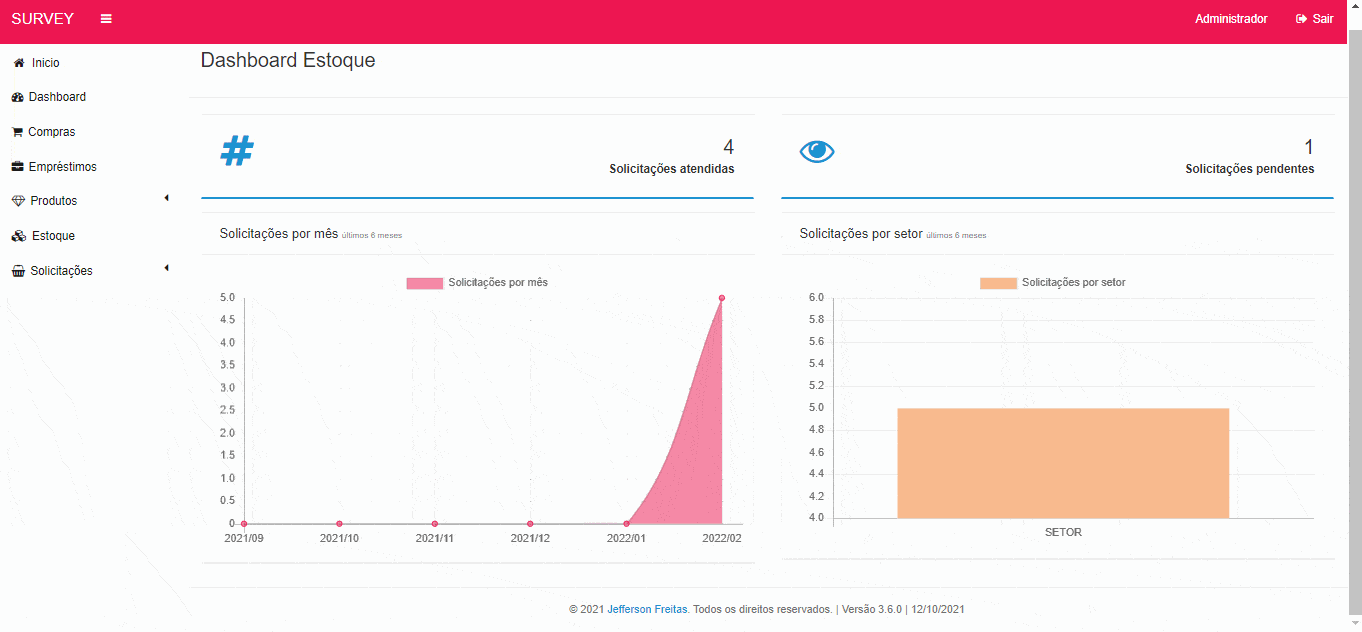 SURVEY
Administrador
Sair
Inicio
Dashboard
Compras
Empréstimos
Produtos
Estoque
Solicitações
Dashboard Estoque
4
Solicitações atendidas
1
Solicitações pendentes
Solicitações por mês últimos 6 meses
Solicitações por mês
5.0
4.5
4.0
3.5
3.0
2.5
2.0
1.5
1.0
0.5
0
2021/09 2021/10 2021/11 2021/12 2022/01 2022/02
Solicitações por setor últimos 6 meses
Solicitações por setor
6.0
5.8
5.6
5.4
5.2
5.0
4.8
4.6
4.4
4.2
4.0
SETOR
© 2021 Jefferson Freitas. Todos os direitos reservados. | Versão 3.6.0 | 12/10/2021